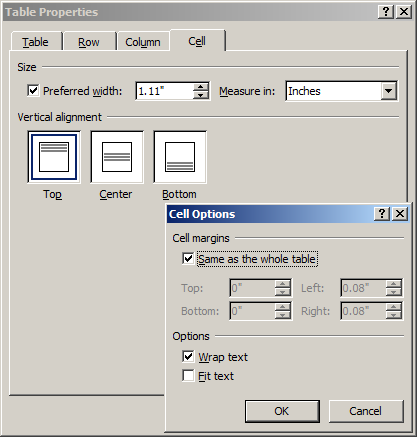 Table Properties
Table Row Column Cell
Size
Preferred width: 1.11" Measure in: Inches
Vertical alignment
Top Center Bottom
Cell Options
Cell margins
Same as the whole table
Top: 0" Left: 0.08"
Bottom: 0" Right: 0.08"
Options
Wrap text
Fit text
OK Cancel